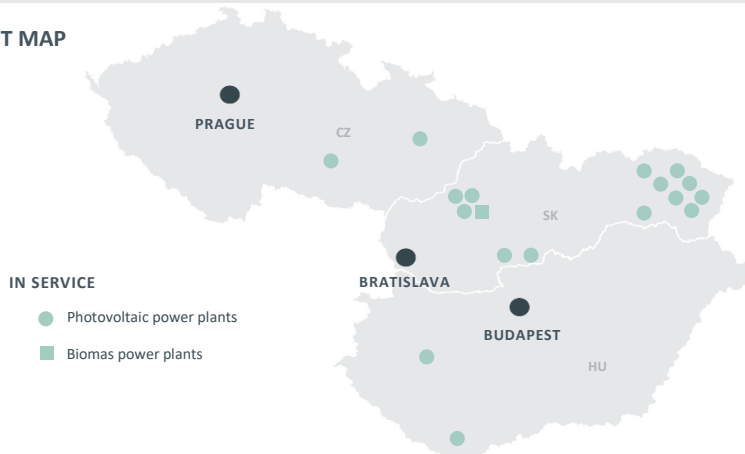 T MAP
PRAGUE
CZ
SK
IN SERVICE
BRATISLAVA
Photovoltaic power plants
BUDAPEST
Biomas power plants
HU